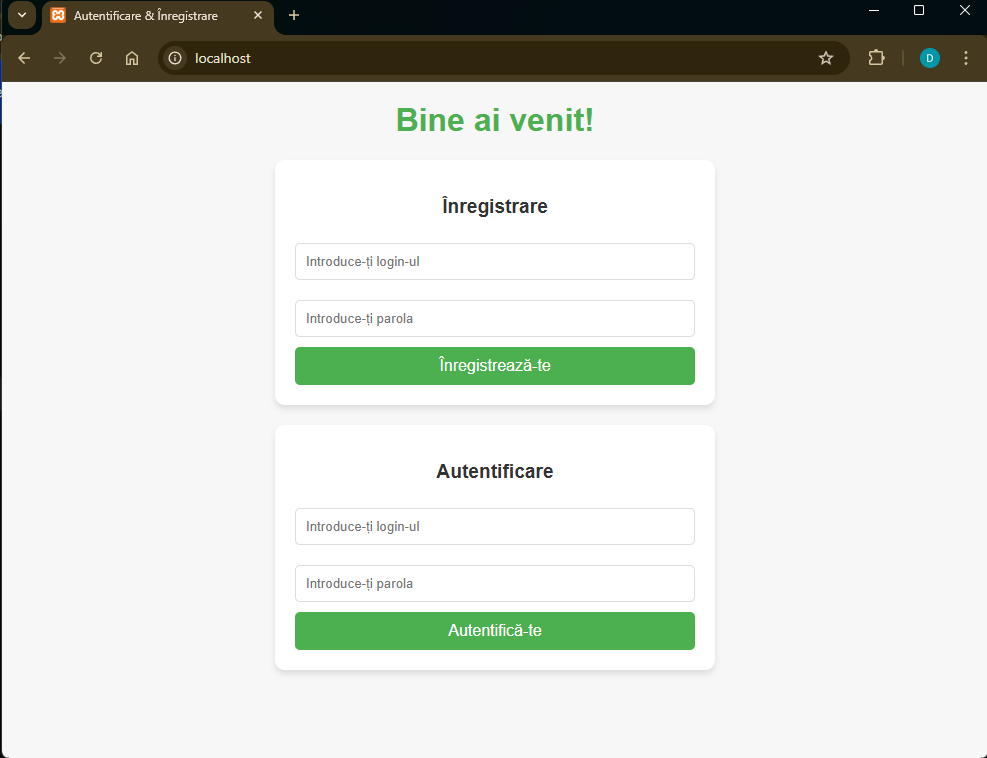 Autentificare & Înregistrare
localhost
D
Bine ai venit!
Înregistrare
Introduce-ți login-ul
Introduce-ți parola
Înregistrează-te
Autentificare
Introduce-ți login-ul
Introduce-ți parola
Autentifică-te